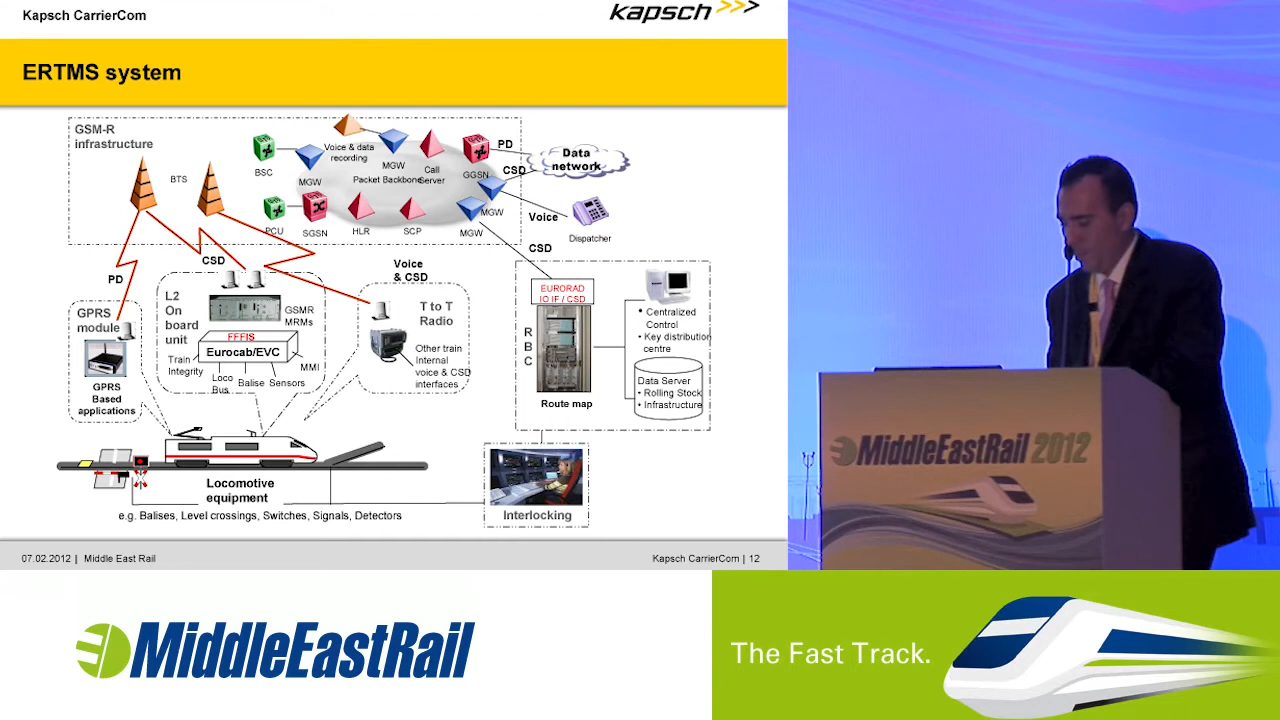 Kapsch CarrierCom
kapsch
ERTMS system
GSM-R
infrastructure
BTS
BSC
MGW
Voice & data
recording
MGW
Packet Backbone
Call
Server
GGSN
PD
CSD
Data
network
PCU
SGSN
HLR
SCP
MGW
MGW
Voice
Dispatcher
CSD
PD
CSD
Voice
& CSD
GPRS
module
GPRS
Based
applications
L2
On
board
unit
GSMR
MRMs
FFFIS
Eurocab/EVC
Train
Integrity
Loco
Bus
Balise
Sensors
MMI
T to T
Radio
Other train
Internal
voice & CSD
interfaces
EURORAD
IO IF / CSD
R
B
C
Route map
• Centralized
Control
• Key distribution
centre
Data Server
• Rolling Stock
• Infrastructure
Locomotive
equipment
e.g. Balises, Level crossings, Switches, Signals, Detectors
Interlocking
07.02.2012 | Middle East Rail
Kapsch CarrierCom | 12
MiddleEastRail 2012
MiddleEastRail
The Fast Track.